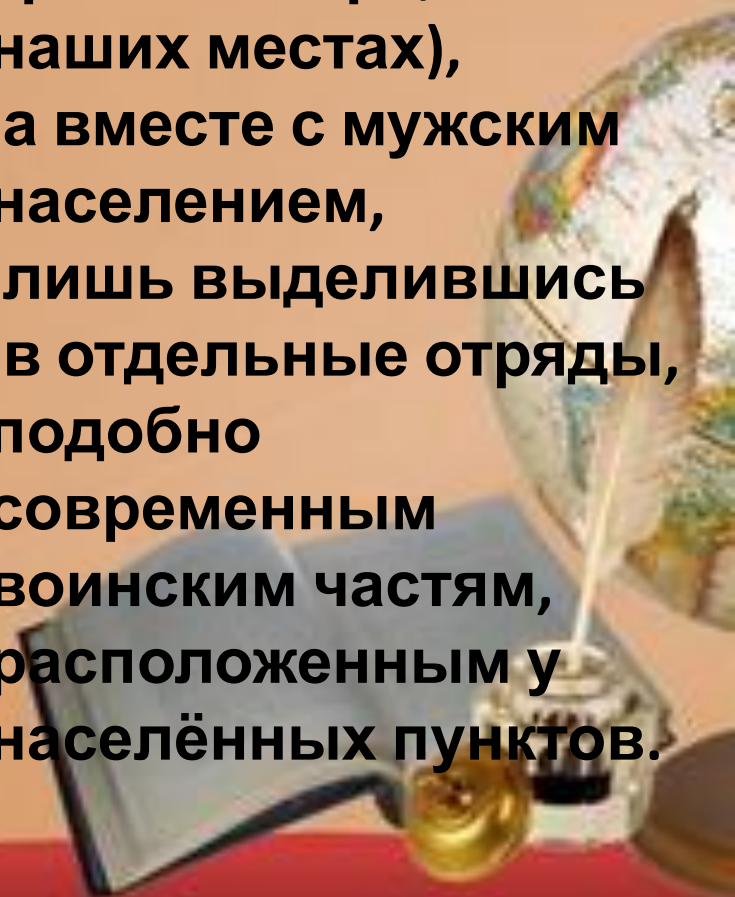 наших местах),
а вместе с мужским
населением,
лишь выделившись
в отдельные отряды,
подобно
современным
воинским частям,
расположенным у
населённых пунктов.